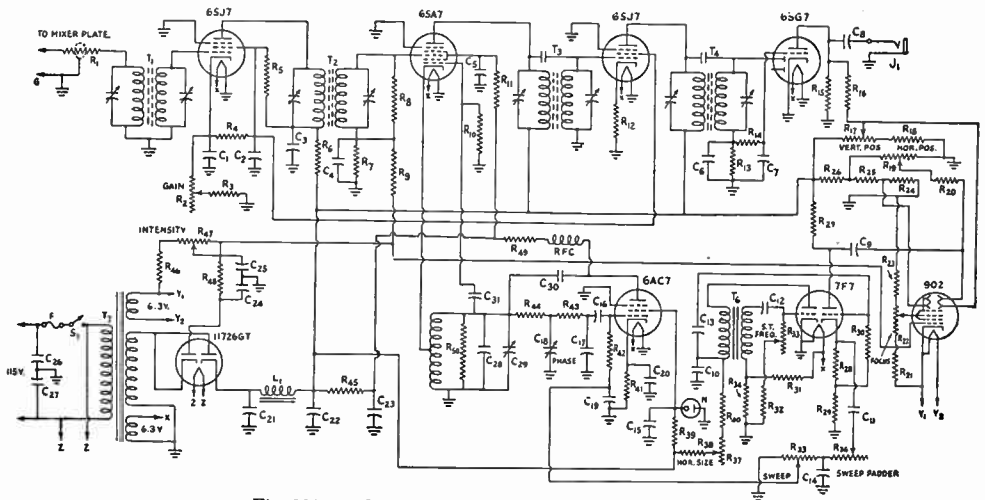 6SJ7
6SA7
6SJ7
6SG7
TO MIXER PLATE.
R1
G
T1
R5
T2
R8
C5
R11
T3
T4
C8
J1
R4
C1
C2
C3
R6
C4
R7
R9
R10
R12
R14
C6
R13
C7
R15
R16
R17
VERT. POS
R18
HOR. POS.
R19
R26
R25
R24
R20
GAIN
R2
R3
INTENSITY
R47
R46
R48
C25
C24
6.3V.
Y1
Y2
R49
RFC
C30
6AC7
R29
C9
R23
7F7
902
F
S1
T7
C26
C27
115V.
Z
Z
6.3V
X
Y
11726GT
Z
Z
L1
R45
C21
C22
C23
C31
R50
C28
C29
R44
R43
C16
C18
PHASE
C17
R42
R41
C20
C19
C15
N
R39
R38
HOR. SIZE
R37
C13
C10
T6
C12
S.T. FREQ.
R33
R34
R32
R31
R40
R30
R28
R29
C11
FOCUS
R22
R21
Y1
Y2
R33
SWEEP
C14
R36
SWEEP PADDER